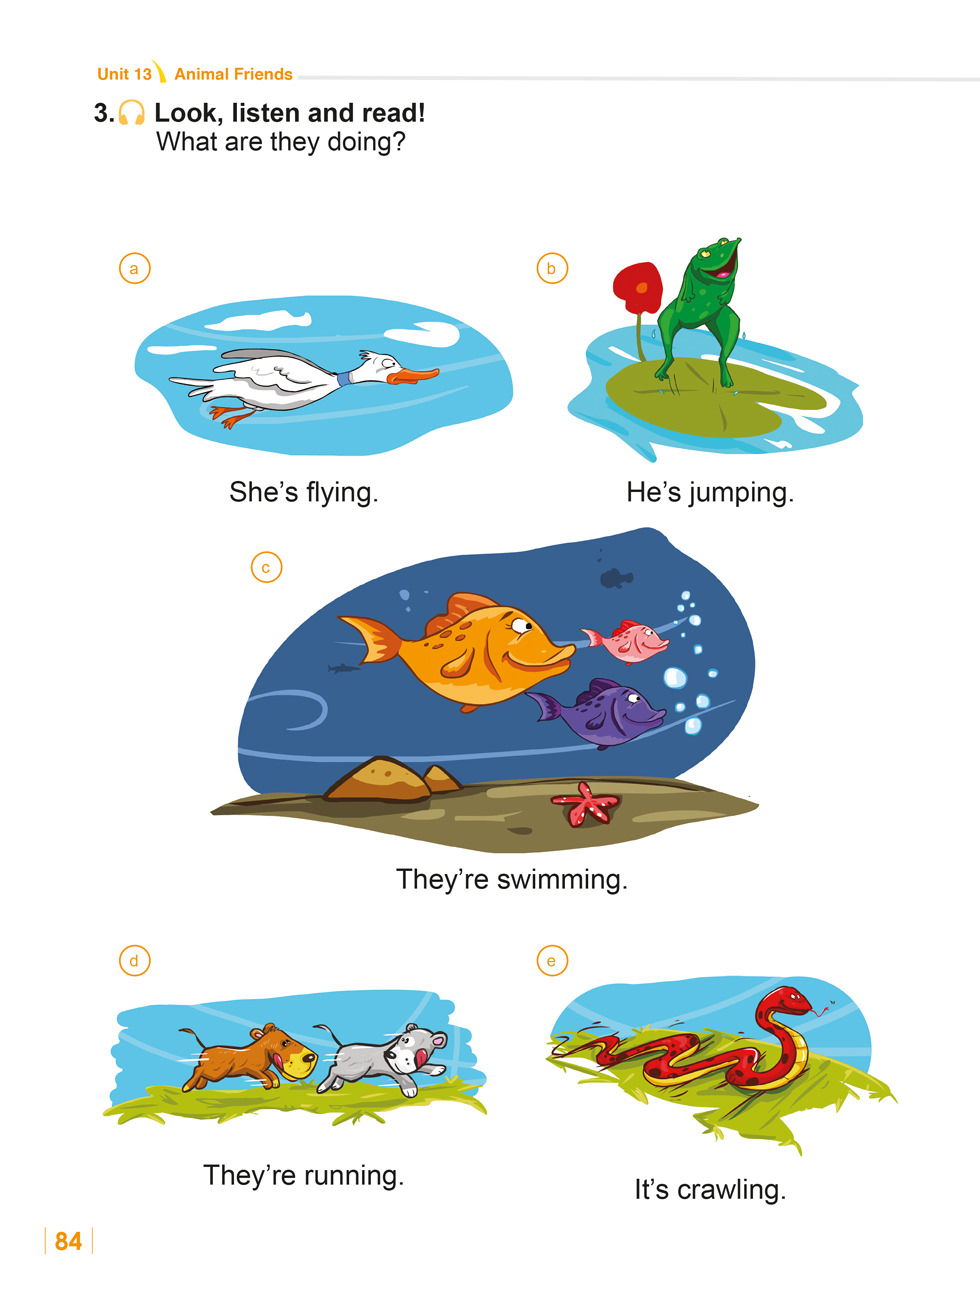 Unit 13 Animal Friends
3. Look, listen and read!
What are they doing?
a
b
She’s flying.
He’s jumping.
c
They’re swimming.
d
e
They’re running.
It’s crawling.
84